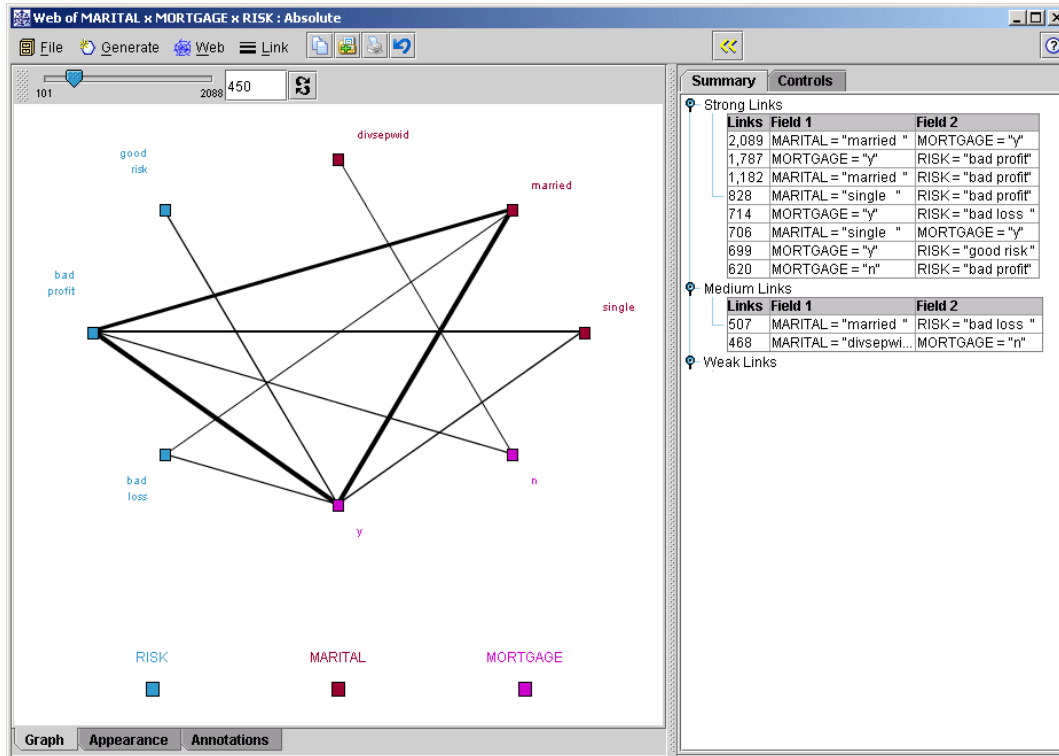 Web of MARITAL x MORTGAGE x RISK : Absolute
File Generate Web Link
101 2088 450
Summary Controls
divsepwid
good
risk
married
bad
profit
single
bad
loss
n
y
RISK MARITAL MORTGAGE
Graph Appearance Annotations
Strong Links
Links Field 1 Field 2
2,089 MARITAL = "married " MORTGAGE = "y"
1,787 MORTGAGE = "y" RISK = "bad profit"
1,182 MARITAL = "married " RISK = "bad profit"
828 MARITAL = "single " RISK = "bad profit"
714 MORTGAGE = "y" RISK = "bad loss "
706 MARITAL = "single " MORTGAGE = "y"
699 MORTGAGE = "y" RISK = "good risk"
620 MORTGAGE = "n" RISK = "bad profit"
Medium Links
Links Field 1 Field 2
507 MARITAL = "married " RISK = "bad loss "
468 MARITAL = "divsepwi... MORTGAGE = "n"
Weak Links